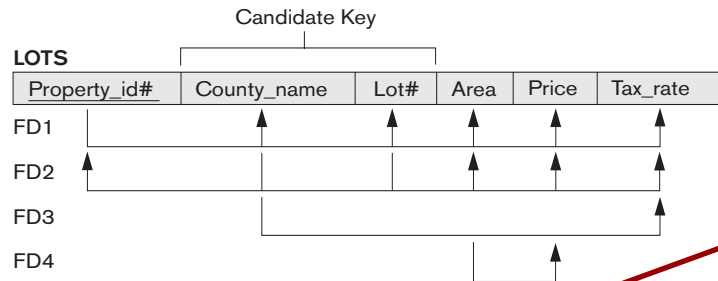 Candidate Key
LOTS
Property_id# County_name Lot# Area Price Tax_rate
FD1
FD2
FD3
FD4